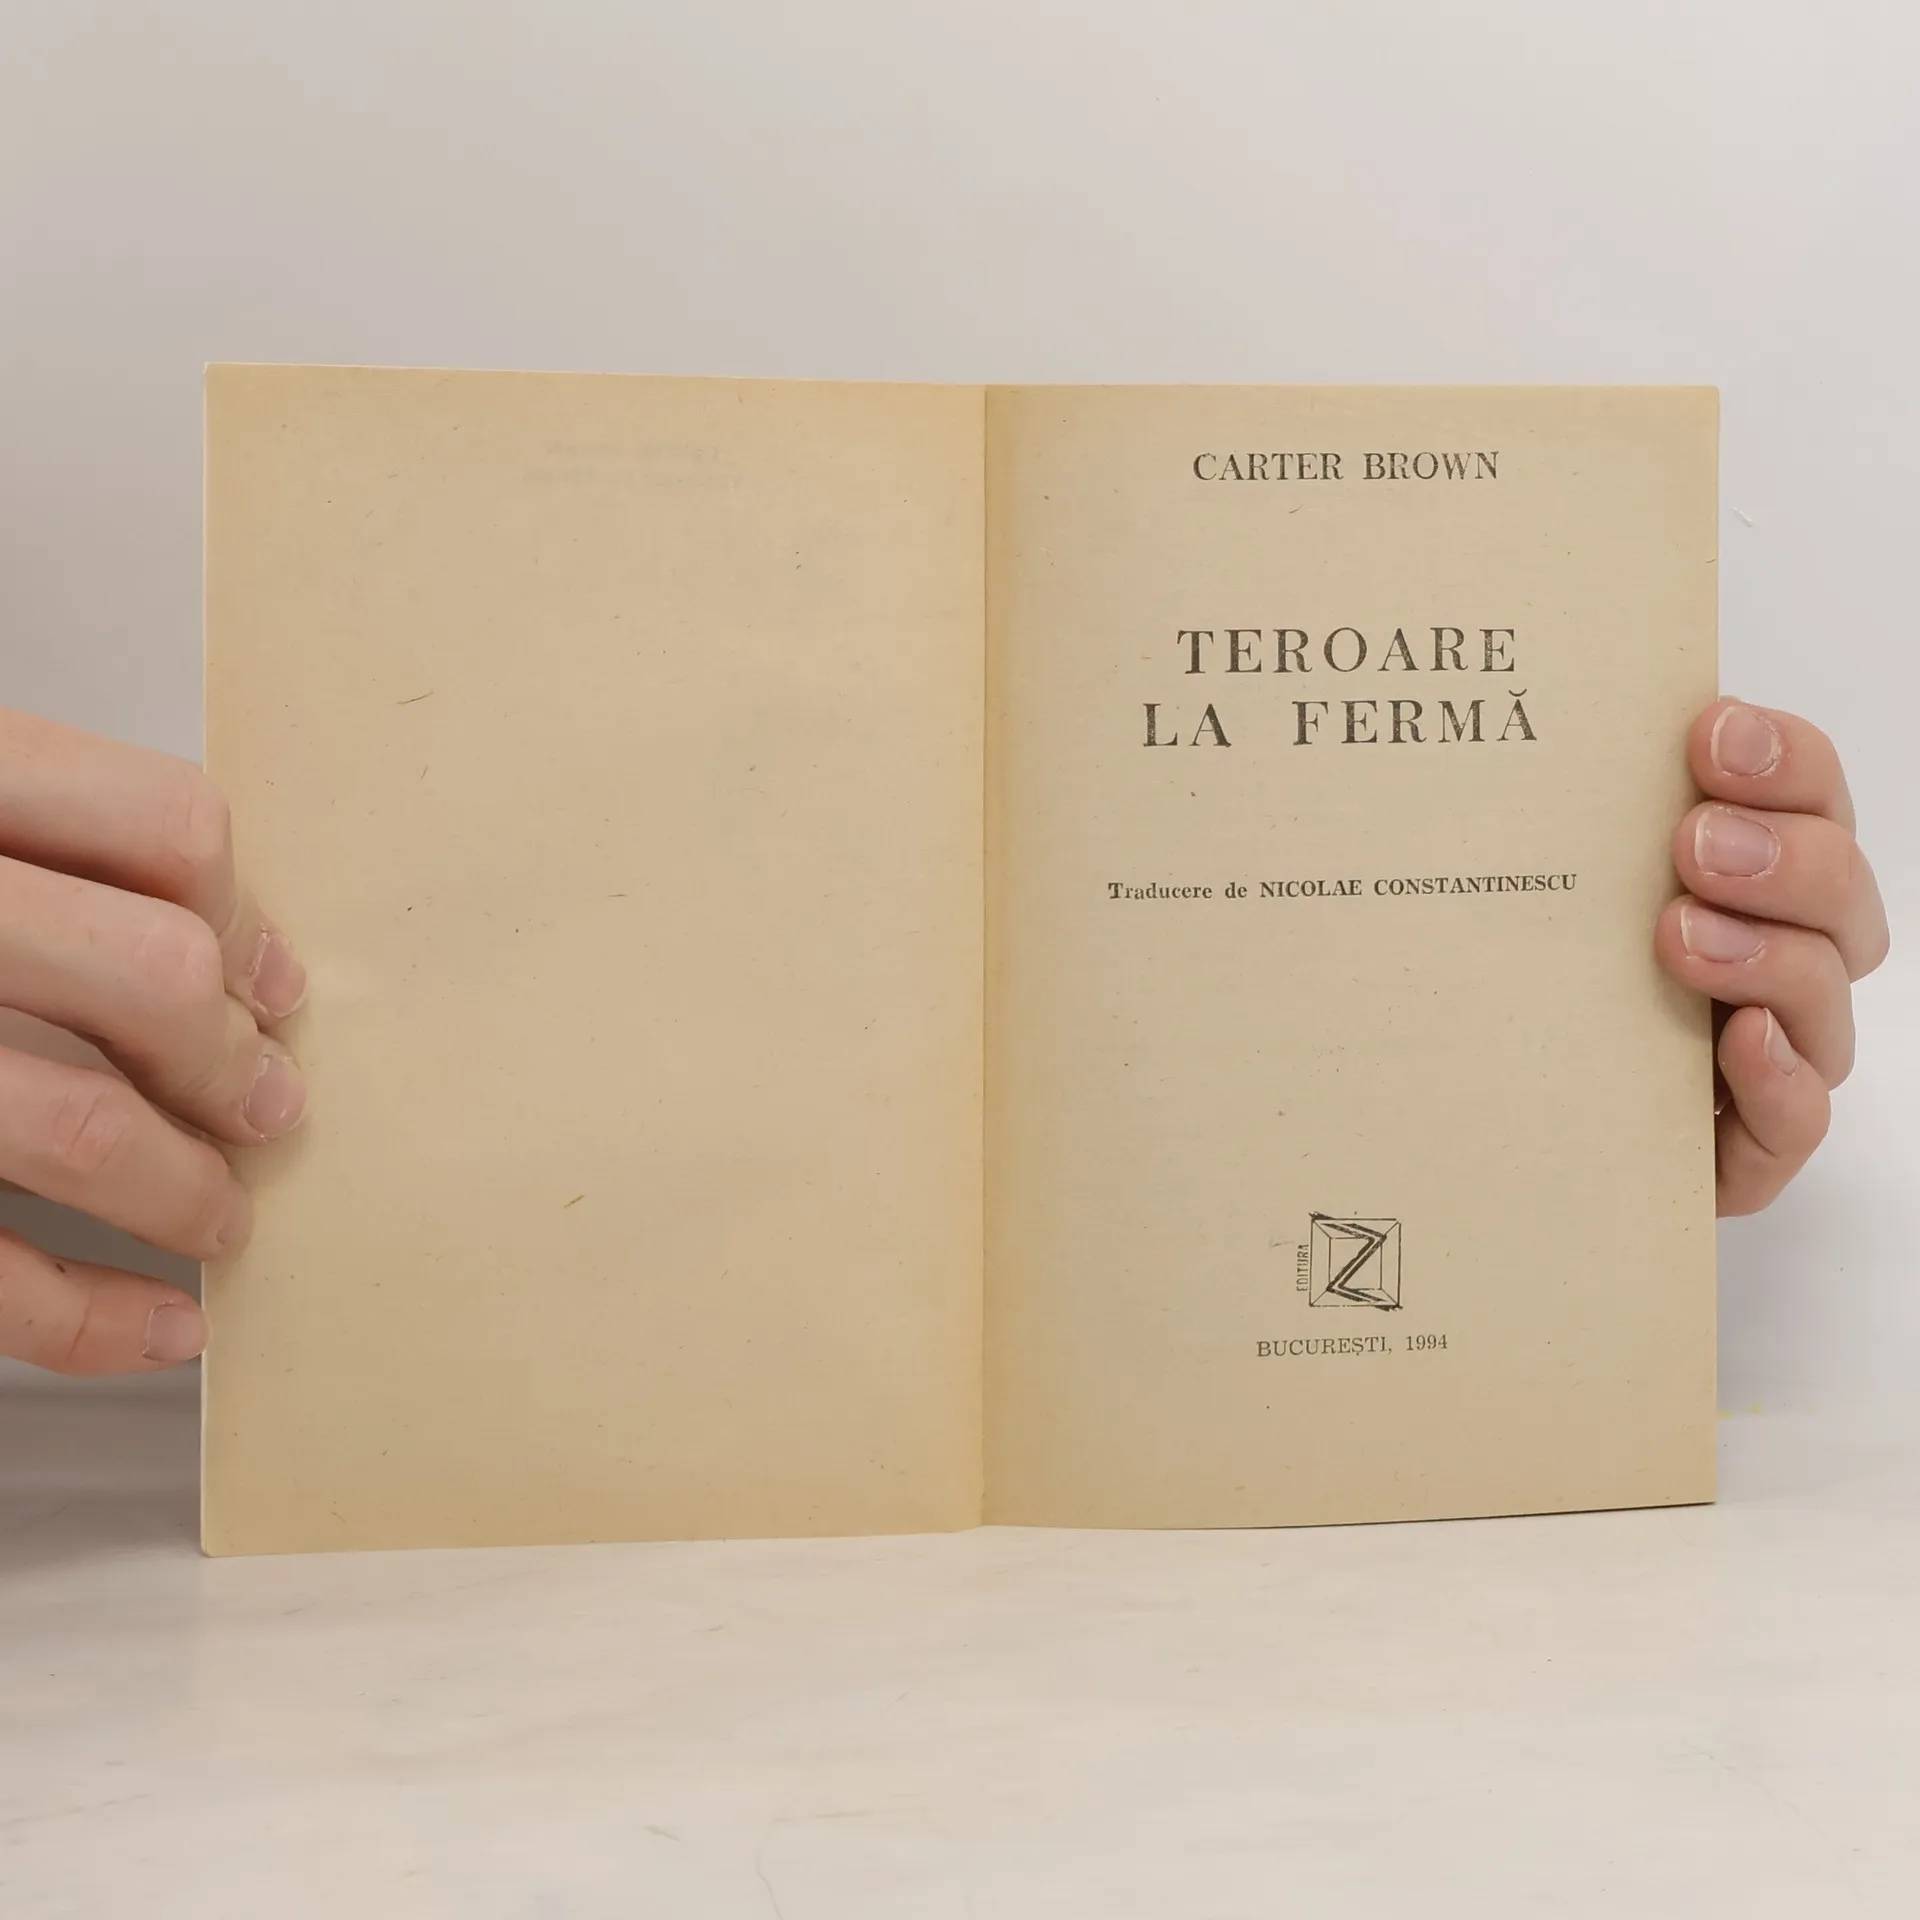 CARTER BROWN
TEROARE
LA FERMĂ
Traducere de NICOLAE CONSTANTINESCU
EDITURA
Z
BUCUREȘTI, 1994